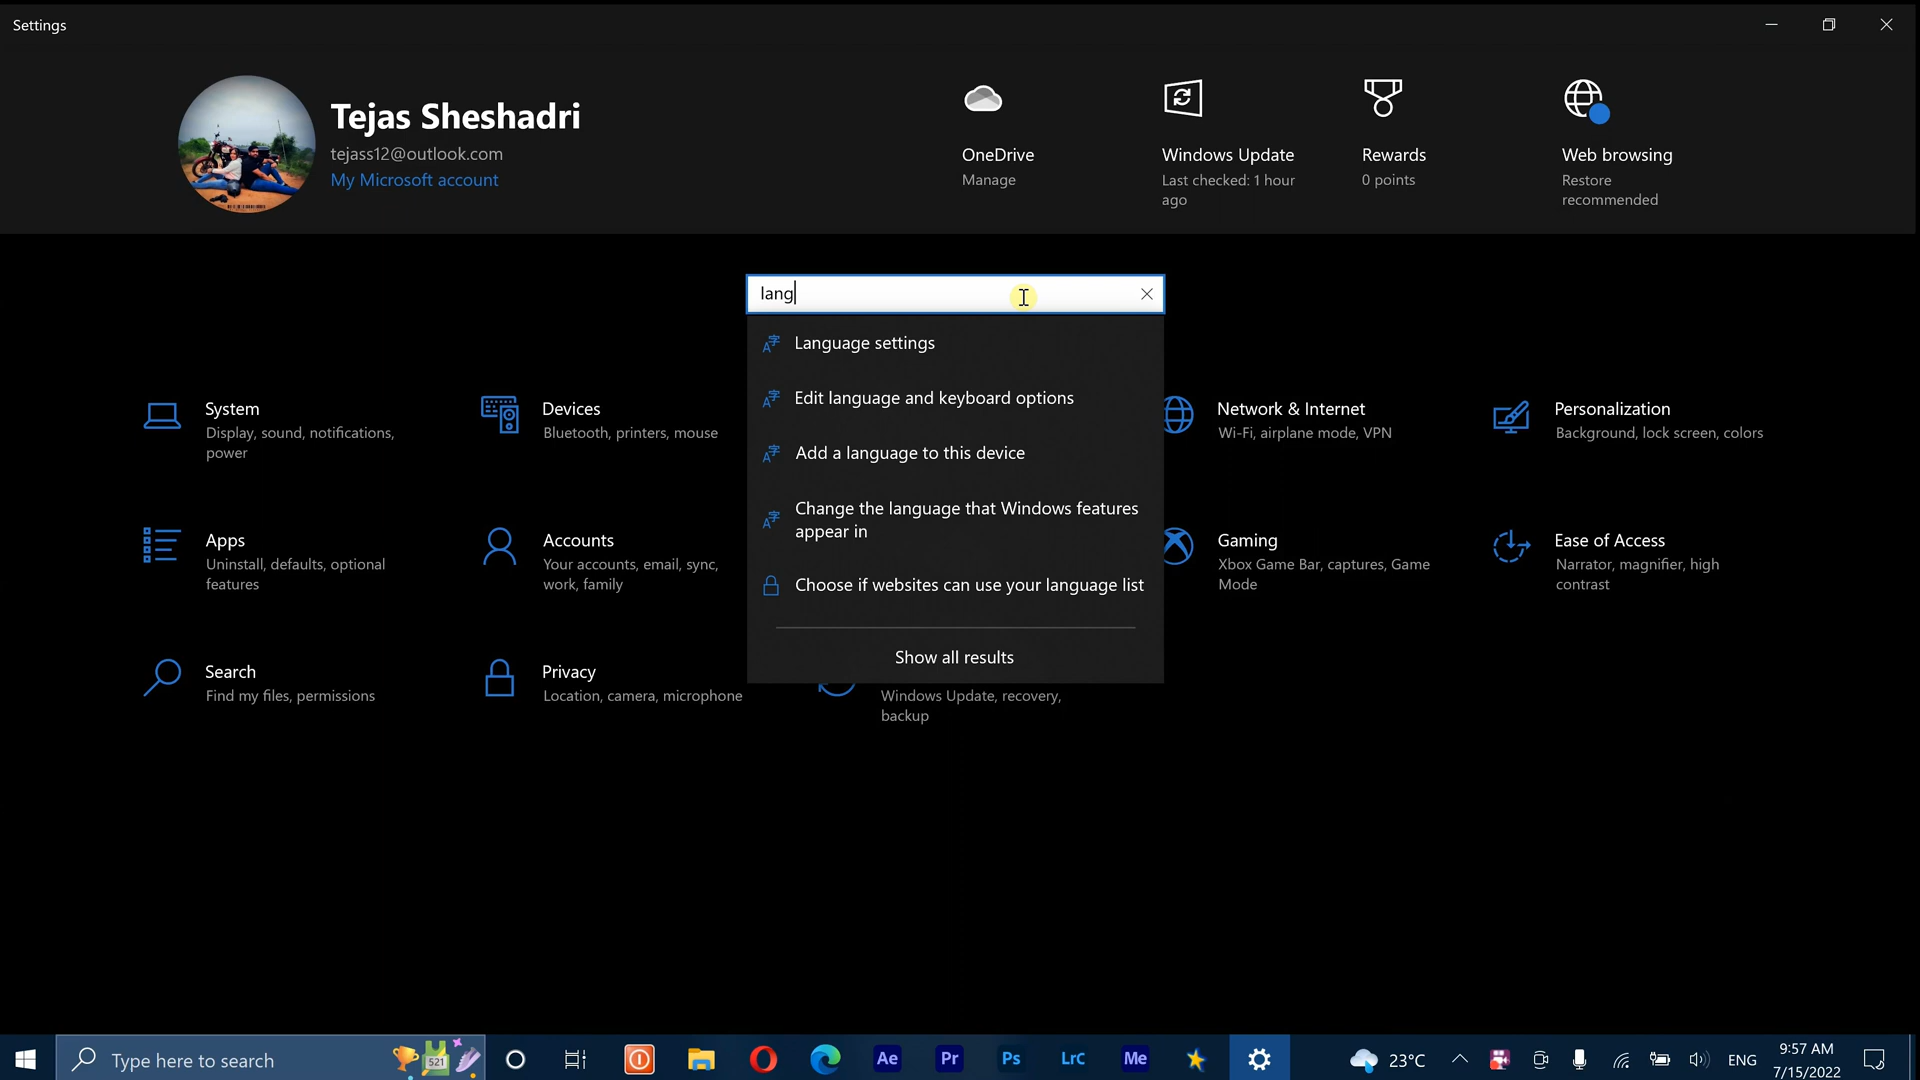 Settings
Tejas Sheshadri
tejass12@outlook.com
My Microsoft account
OneDrive
Manage
Windows Update
Last checked: 1 hour
ago
Rewards
0 points
Web browsing
Restore
recommended
lang
Language settings
Edit language and keyboard options
Add a language to this device
Change the language that Windows features
appear in
Choose if websites can use your language list
Show all results
System
Display, sound, notifications,
power
Devices
Bluetooth, printers, mouse
Network & Internet
Wi-Fi, airplane mode, VPN
Personalization
Background, lock screen, colors
Apps
Uninstall, defaults, optional
features
Accounts
Your accounts, email, sync,
work, family
Gaming
Xbox Game Bar, captures, Game
Mode
Ease of Access
Narrator, magnifier, high
contrast
Search
Find my files, permissions
Privacy
Location, camera, microphone
Windows Update, recovery,
backup
Type here to search
521
Ae
Pr
Ps
LrC
Me
23°C
ENG
9:57 AM
7/15/2022